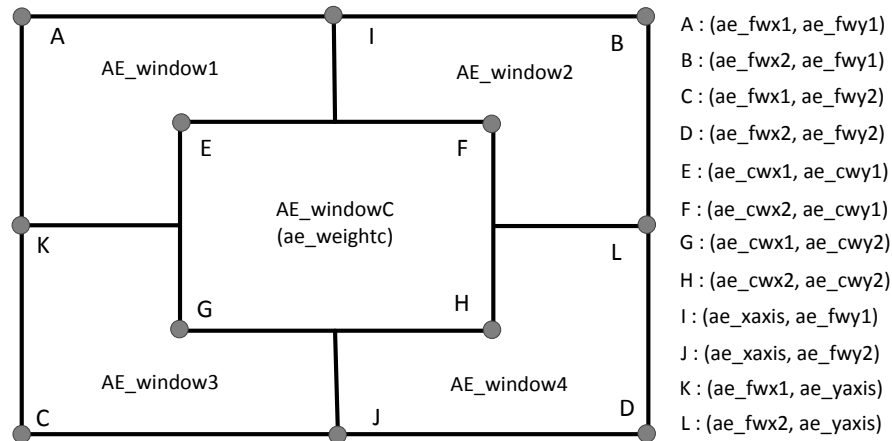 A
I
B
AE_window1
AE_window2
E
F
AE_windowC
(ae_weightc)
K
L
G
H
AE_window3
AE_window4
C
J
D
A : (ae_fwx1, ae_fwy1)
B : (ae_fwx2, ae_fwy1)
C : (ae_fwx1, ae_fwy2)
D : (ae_fwx2, ae_fwy2)
E : (ae_cwx1, ae_cwy1)
F : (ae_cwx2, ae_cwy1)
G : (ae_cwx1, ae_cwy2)
H : (ae_cwx2, ae_cwy2)
I : (ae_xaxis, ae_fwy1)
J : (ae_xaxis, ae_fwy2)
K : (ae_fwx1, ae_yaxis)
L : (ae_fwx2, ae_yaxis)